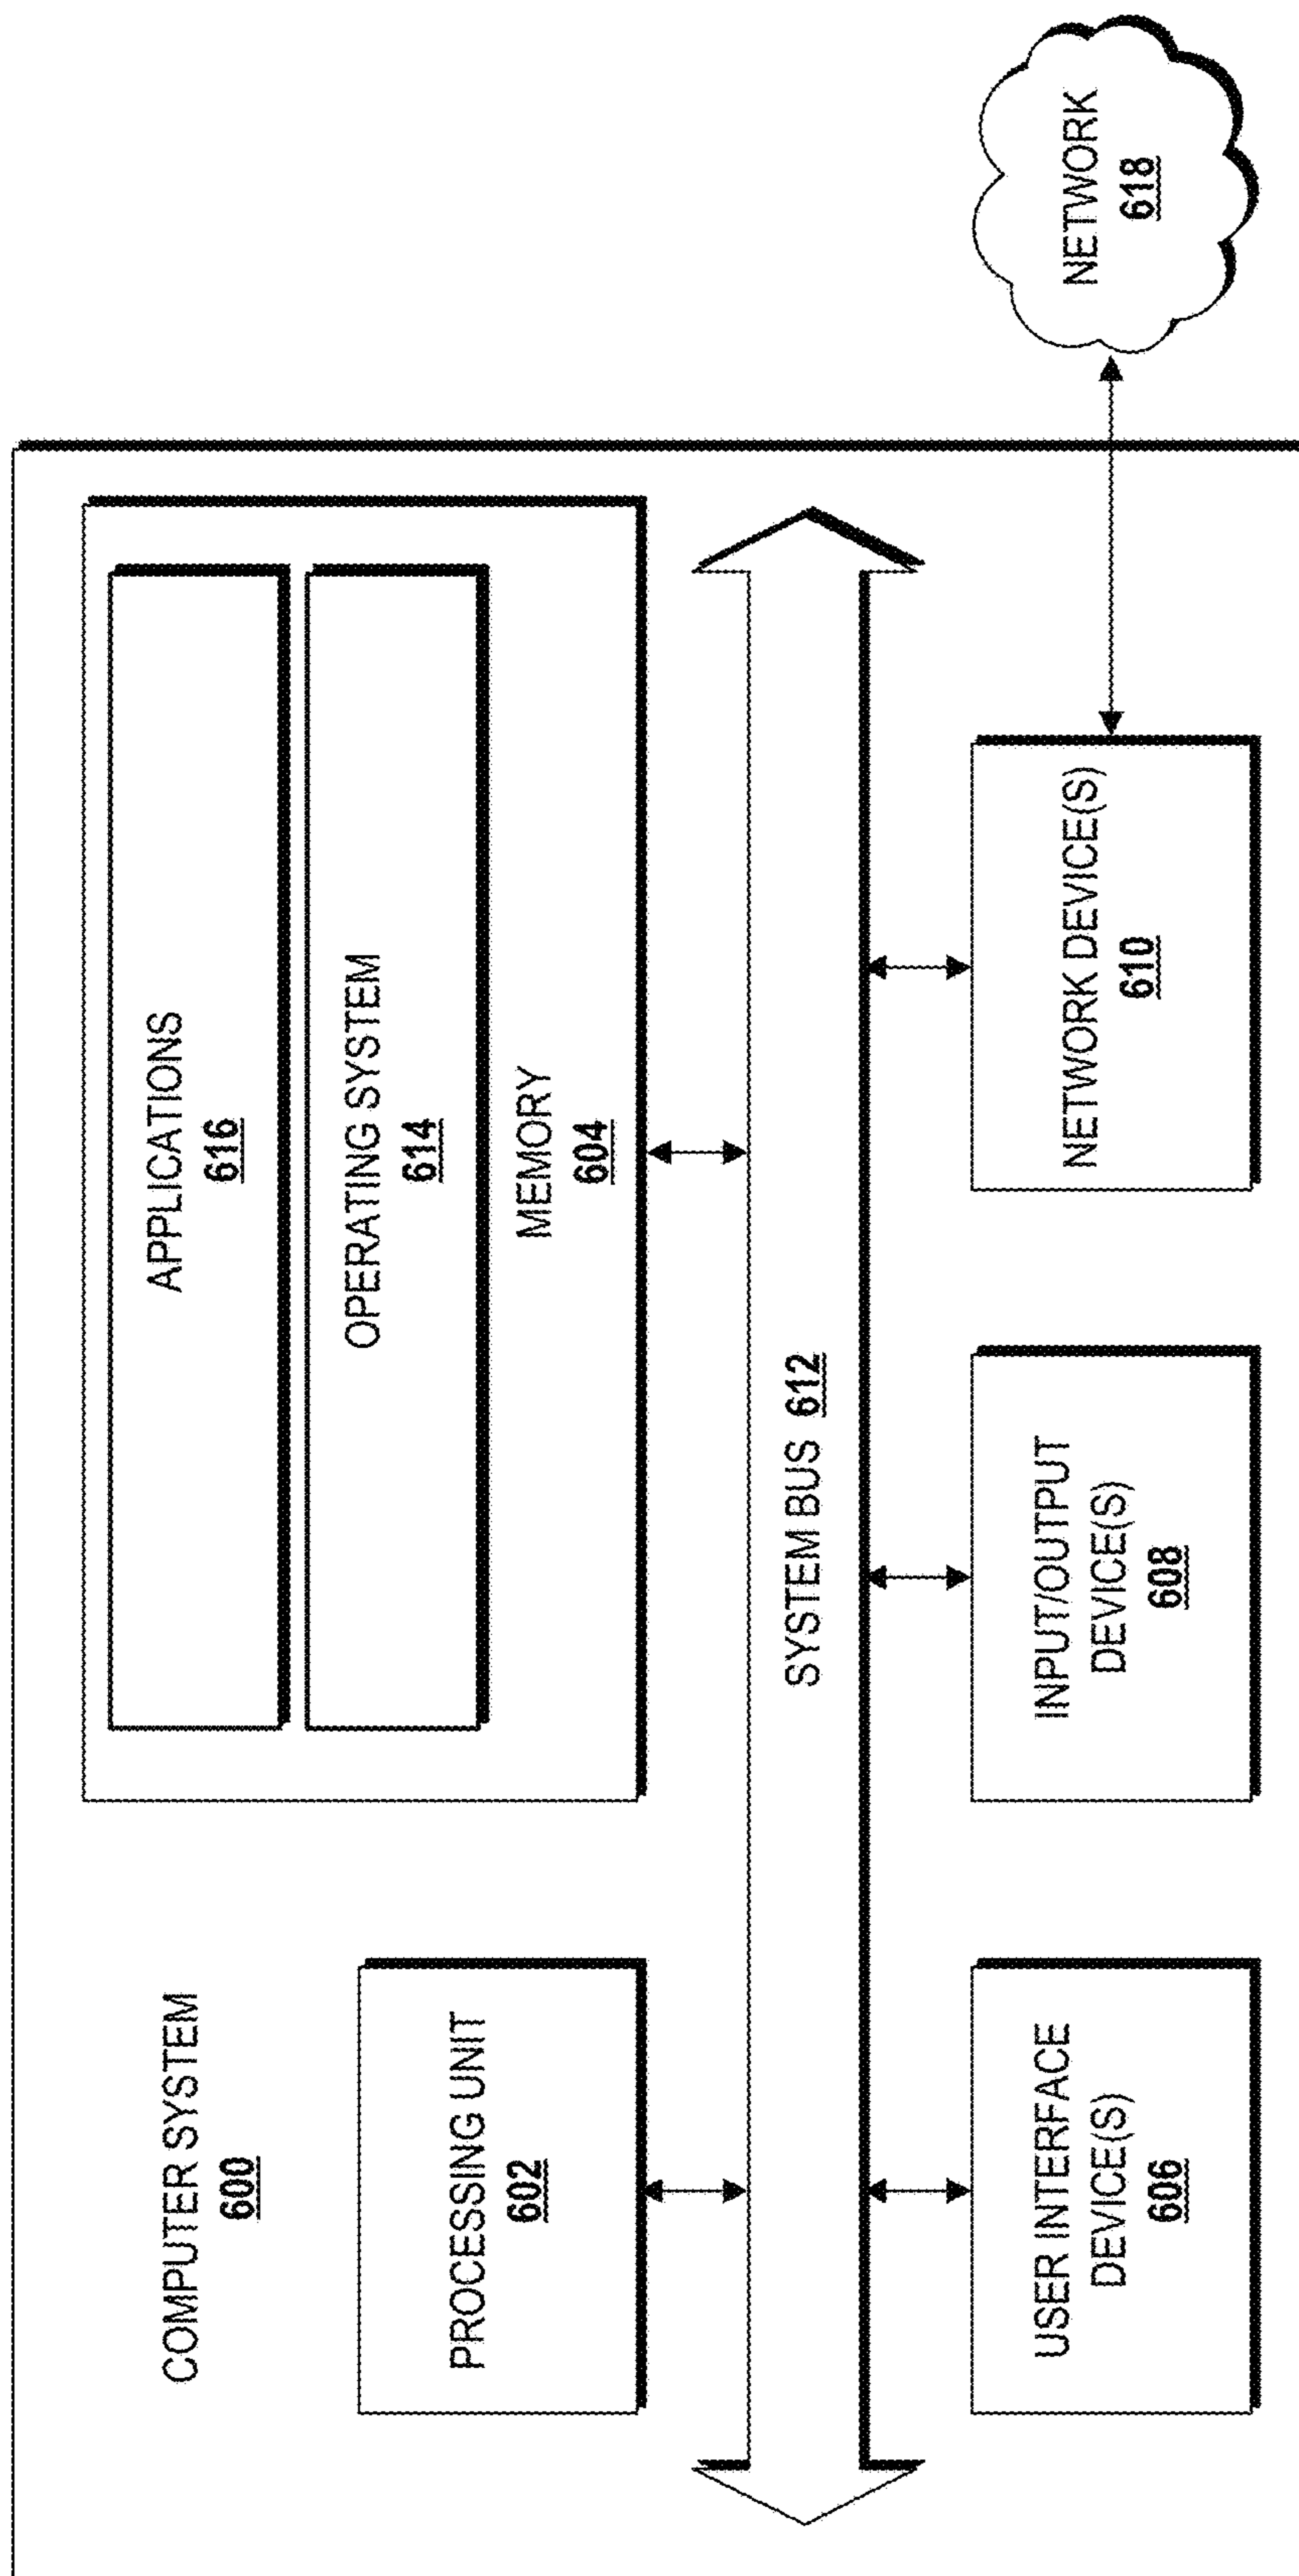 COMPUTER SYSTEM
600
APPLICATIONS
616
OPERATING SYSTEM
614
MEMORY
604
PROCESSING UNIT
602
SYSTEM BUS 612
USER INTERFACE
DEVICE(S)
606
INPUT/OUTPUT
DEVICE(S)
608
NETWORK DEVICE(S)
610
NETWORK
618